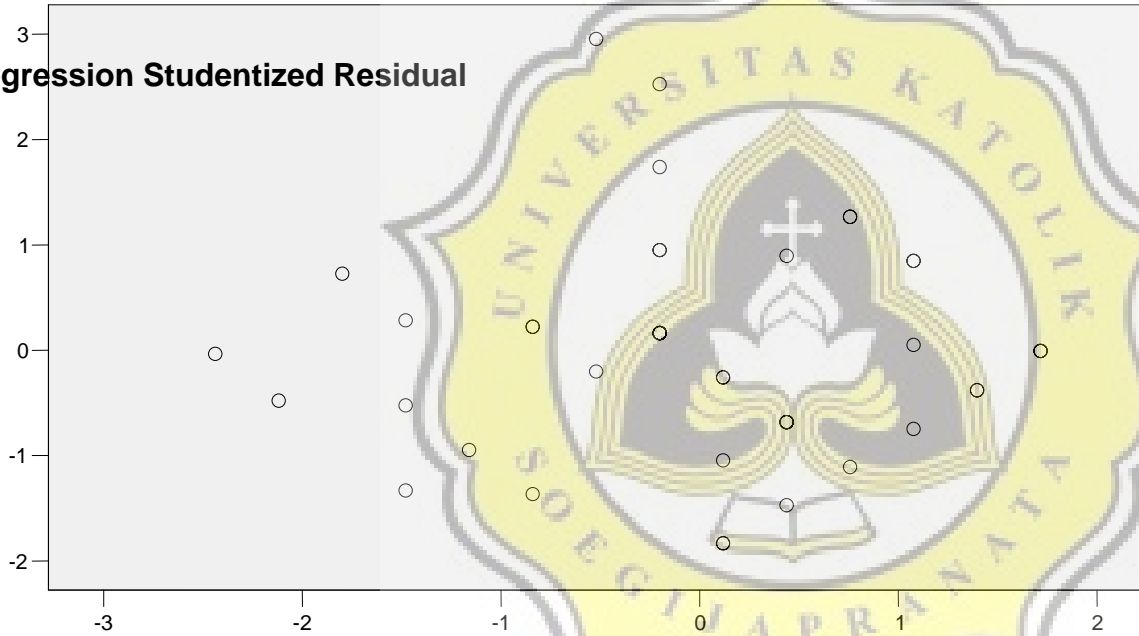 3
gression Studentized Residual
2
1
0
-1
-2
-3 -2 -1 0 1 2
UNIVERSITAS KATOLIK
SOEGIJAPRANATA